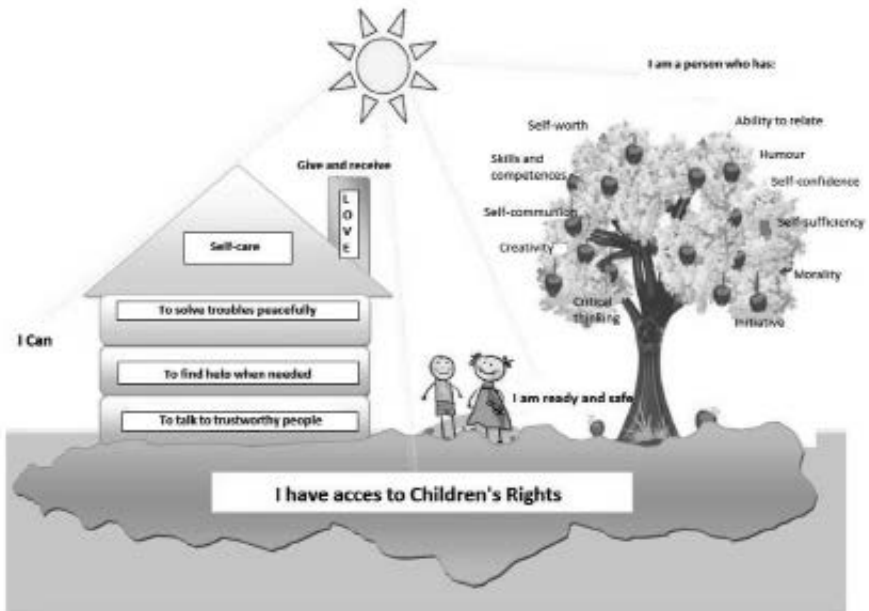 I am a person who has:
Self-worth
Ability to relate
Skills and
competences
Humour
Self-confidence
Self-communion
Self-sufficiency
Creativity
Morality
Critical
thinking
Initiative
Give and receive
L
O
V
E
Self-care
I Can
To solve troubles peacefully
To find help when needed
To talk to trustworthy people
I am ready and safe
I have acces to Children's Rights